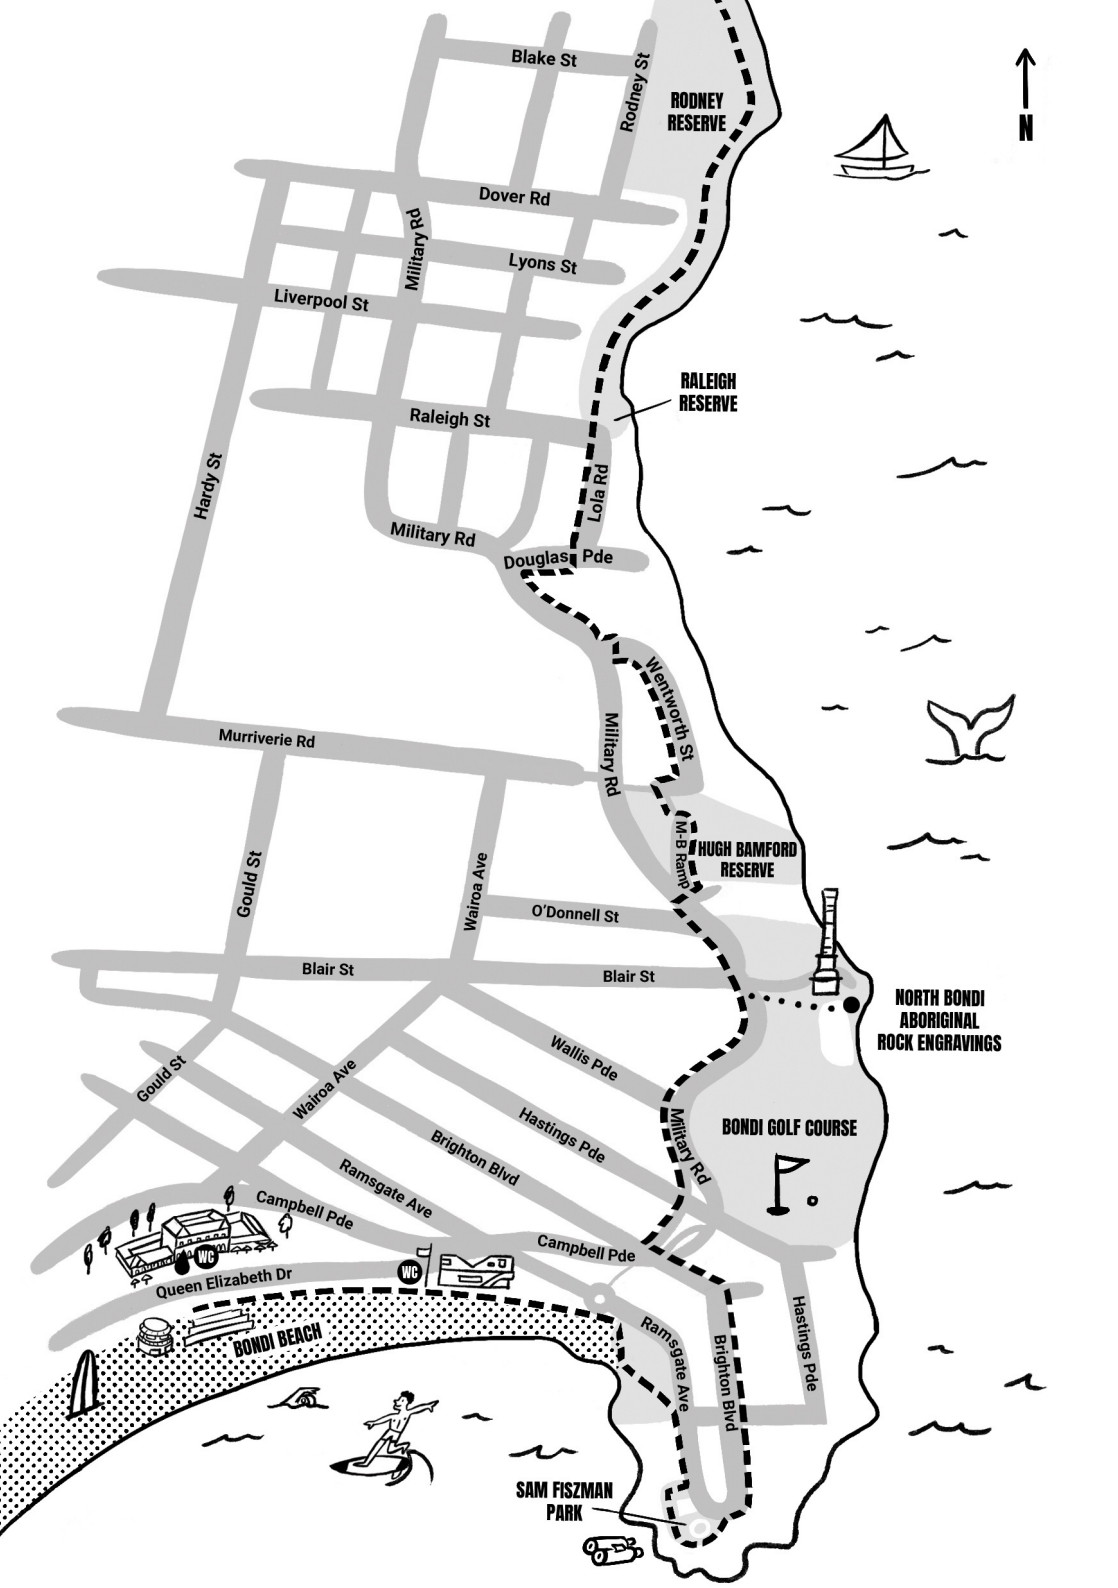 Blake St
Rodney St
RODNEY
RESERVE
N
Dover Rd
Military Rd
Lyons St
Liverpool St
RALEIGH
RESERVE
Raleigh St
Hardy St
Lola Rd
Military Rd
Douglas Pde
Wentworth St
Military Rd
Murriverie Rd
M-B Ramp
HUGH BAMFORD
RESERVE
Gould St
Wairoa Ave
O'Donnell St
Blair St
Blair St
NORTH BONDI
ABORIGINAL
ROCK ENGRAVINGS
Wallis Pde
Gould St
Wairoa Ave
Hastings Pde
Military Rd
BONDI GOLF COURSE
Brighton Blvd
Ramsgate Ave
Campbell Pde
Campbell Pde
WC
WC
Queen Elizabeth Dr
BONDI BEACH
Ramsgate Ave
Brighton Blvd
Hastings Pde
SAM FISZMAN
PARK